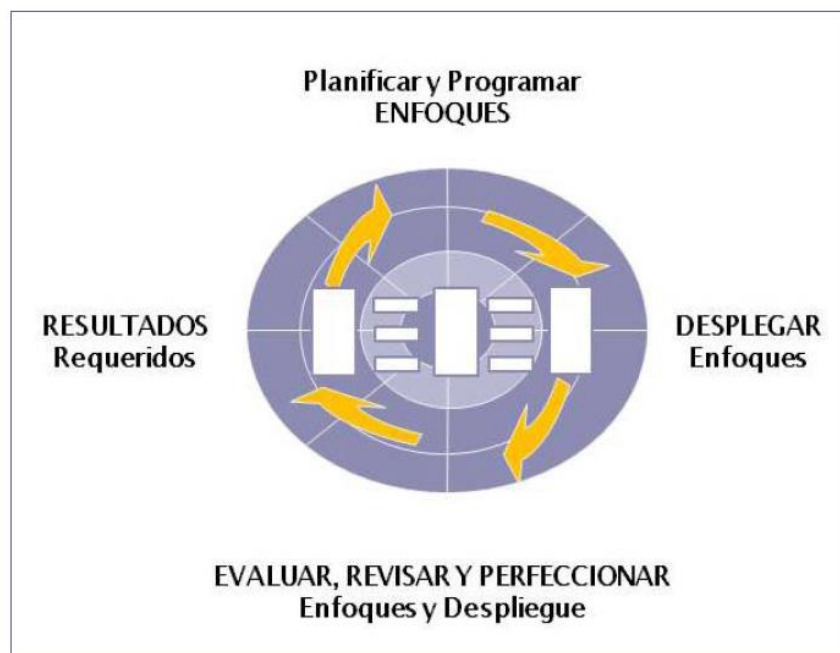 Planificar y Programar
ENFOQUES
RESULTADOS
Requeridos
DESPLEGAR
Enfoques
EVALUAR, REVISAR Y PERFECCIONAR
Enfoques y Despliegue